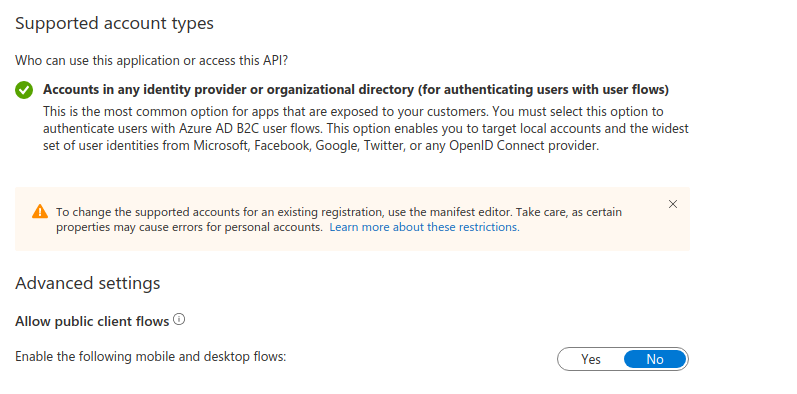 Supported account types
Who can use this application or access this API?
Accounts in any identity provider or organizational directory (for authenticating users with user flows)
This is the most common option for apps that are exposed to your customers. You must select this option to
authenticate users with Azure AD B2C user flows. This option enables you to target local accounts and the widest
set of user identities from Microsoft, Facebook, Google, Twitter, or any OpenID Connect provider.
To change the supported accounts for an existing registration, use the manifest editor. Take care, as certain
properties may cause errors for personal accounts. Learn more about these restrictions.
Advanced settings
Allow public client flows
Enable the following mobile and desktop flows:
Yes No